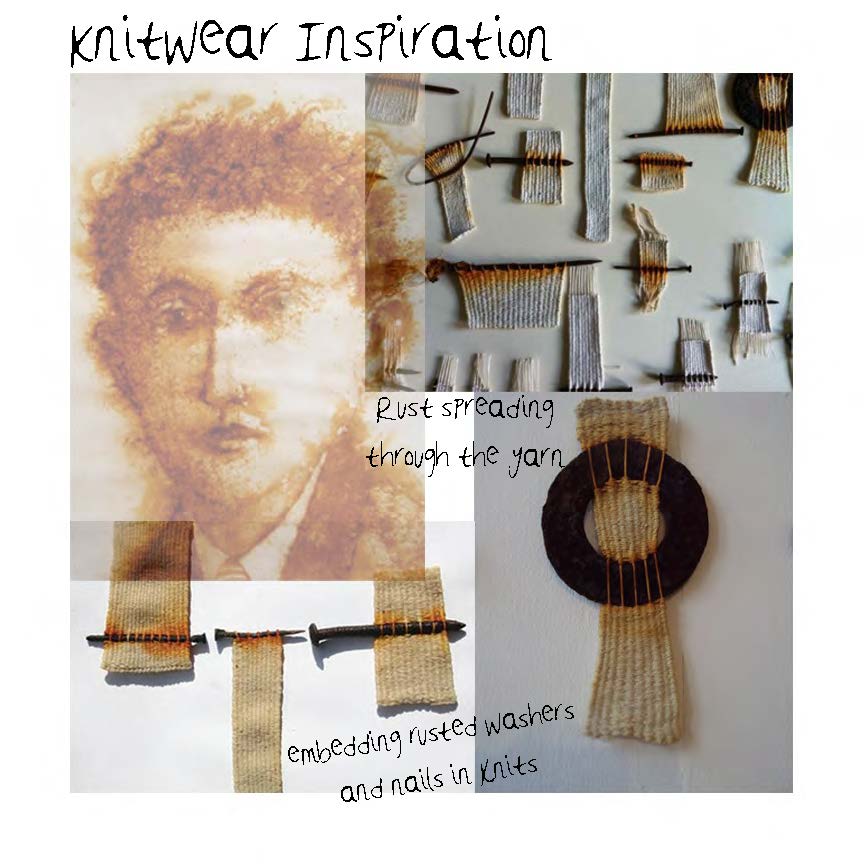 Knitwear Inspiration
Rust spreading
through the yarn
embedding rusted washers
and nails in Knits